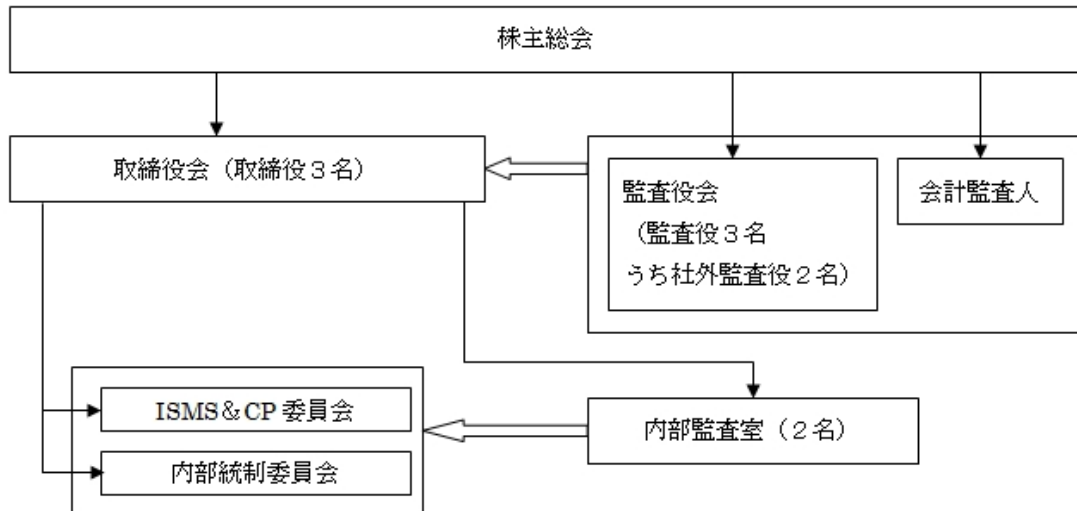 株主総会
取締役会（取締役３名）
監査役会
（監査役３名
うち社外監査役２名）
会計監査人
ISMS＆CP 委員会
内部統制委員会
内部監査室（２名）